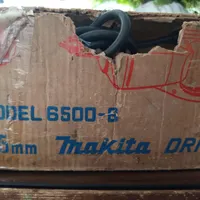 ODEL 6500-B
5mm makita DRI